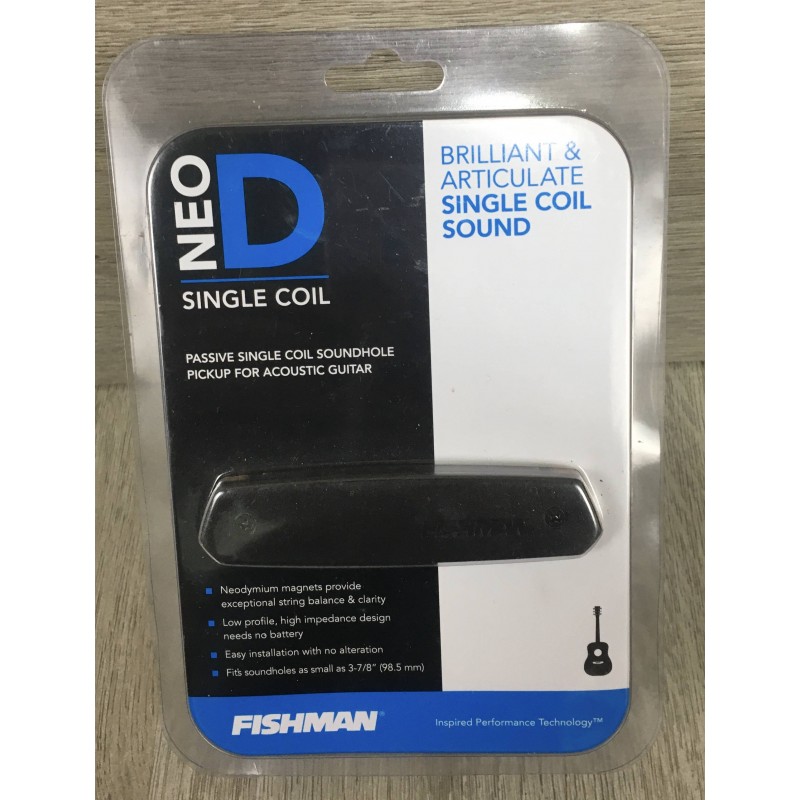 NEO D
SINGLE COIL
PASSIVE SINGLE COIL SOUNDHOLE
PICKUP FOR ACOUSTIC GUITAR
BRILLIANT &
ARTICULATE
SINGLE COIL
SOUND
FISHMAN
Neodymium magnets provide
exceptional string balance & clarity
Low profile, high impedance design
needs no battery
Easy installation with no alteration
Fits soundholes as small as 3-7/8" (98.5 mm)
FISHMAN®
Inspired Performance Technology™